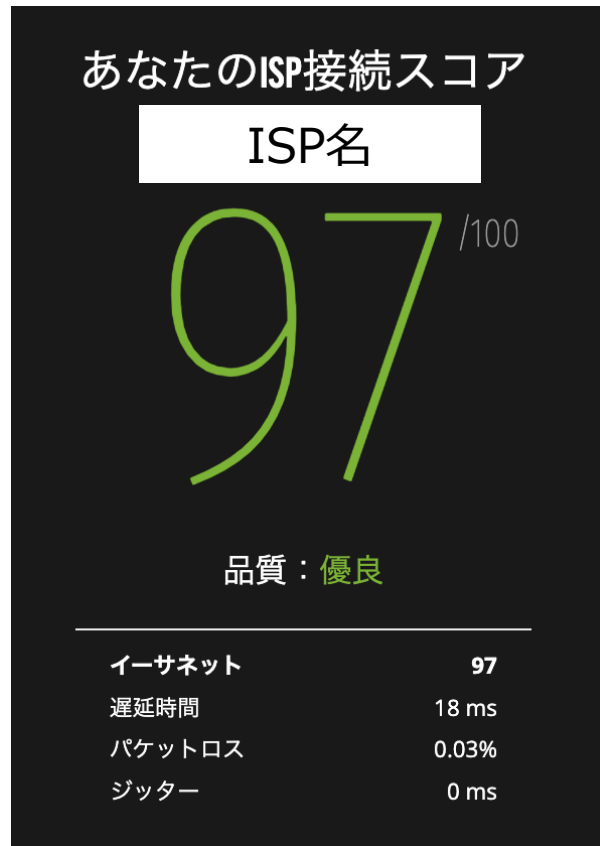 あなたのISP接続スコア
ISP名
97 /100
品質：優良
イーサネット 97
遅延時間 18 ms
パケットロス 0.03%
ジッター 0 ms